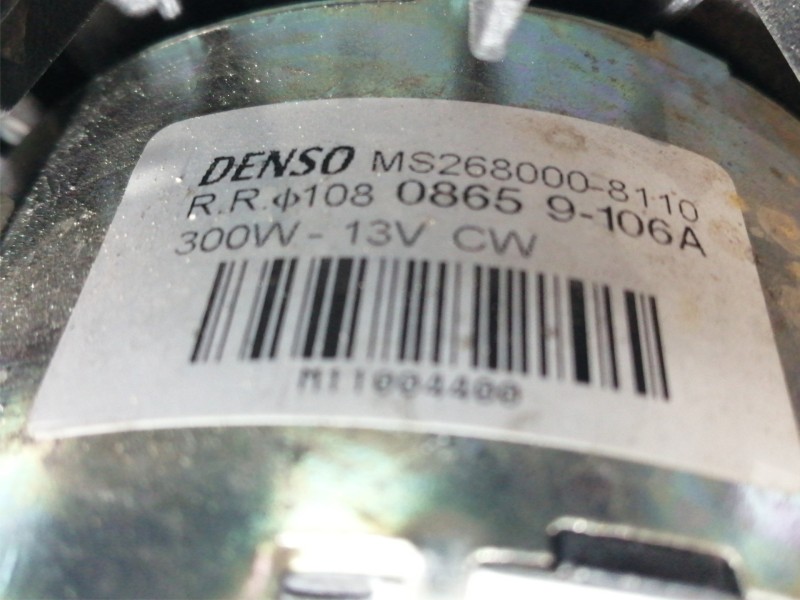 DENSO MS268000-8110
R.R.ϕ108 0865 9-106A
300W - 13V CW
M11004400